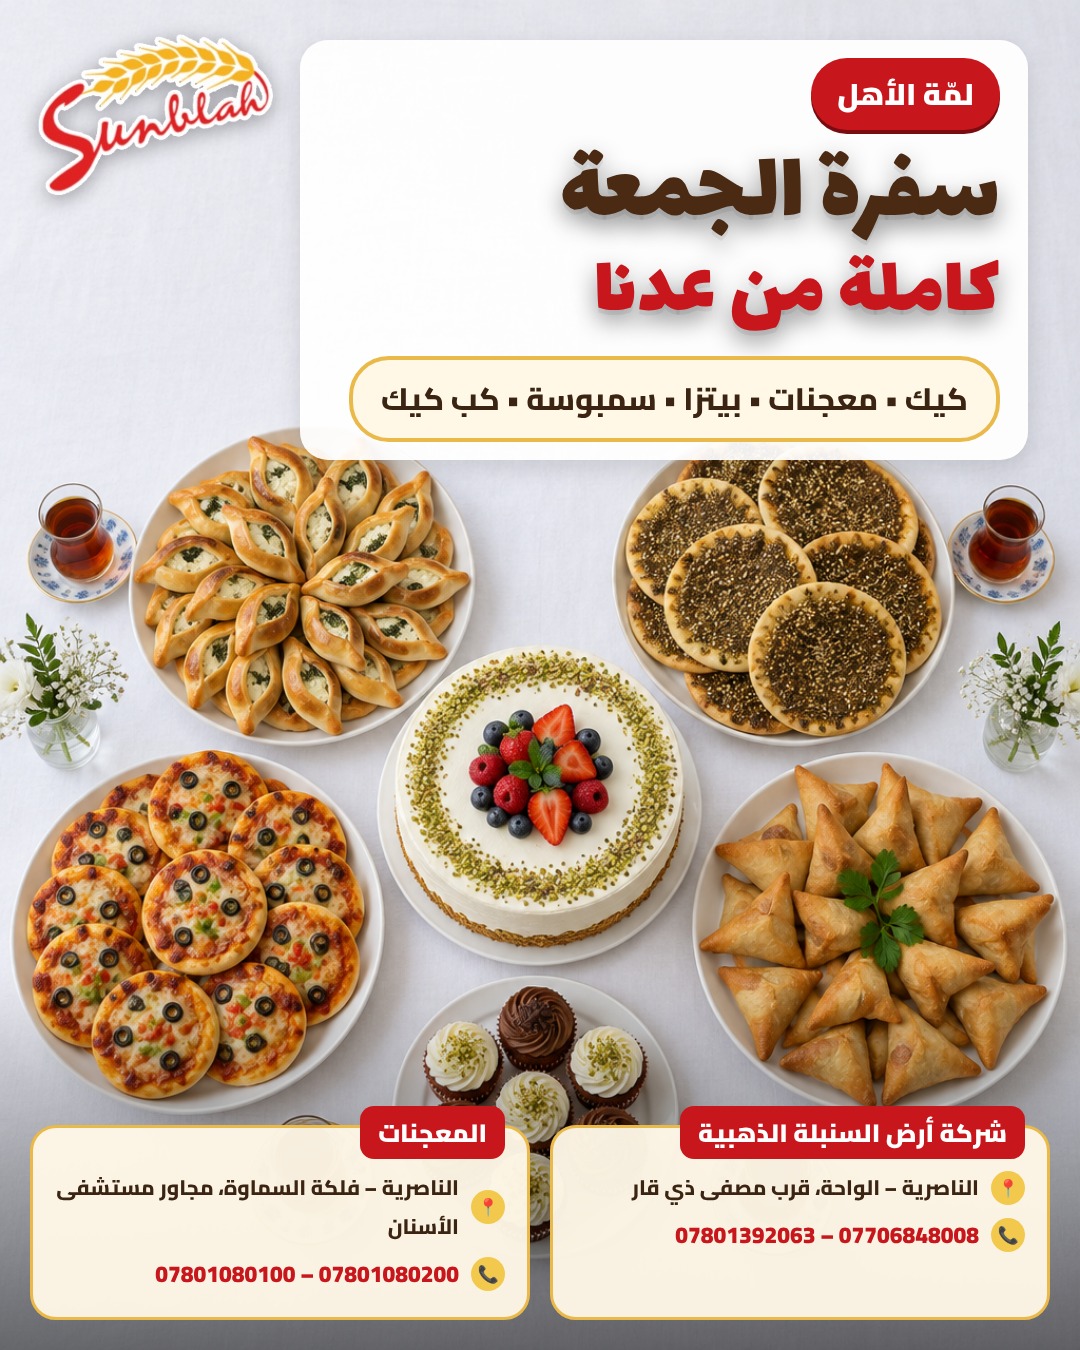 Sunblah
لمّة الأهل
سفرة الجمعة
كاملة من عدنا
كيك ▪ معجنات ▪ بيتزا ▪ سمبوسة ▪ كب كيك
شركة أرض السنبلة الذهبية
الناصرية – الواحة، قرب مصفى ذي قار
07801392063 – 07706848008
المعجنات
الناصرية – فلكة السماوة، مجاور مستشفى
الأسنان
07801080100 – 07801080200